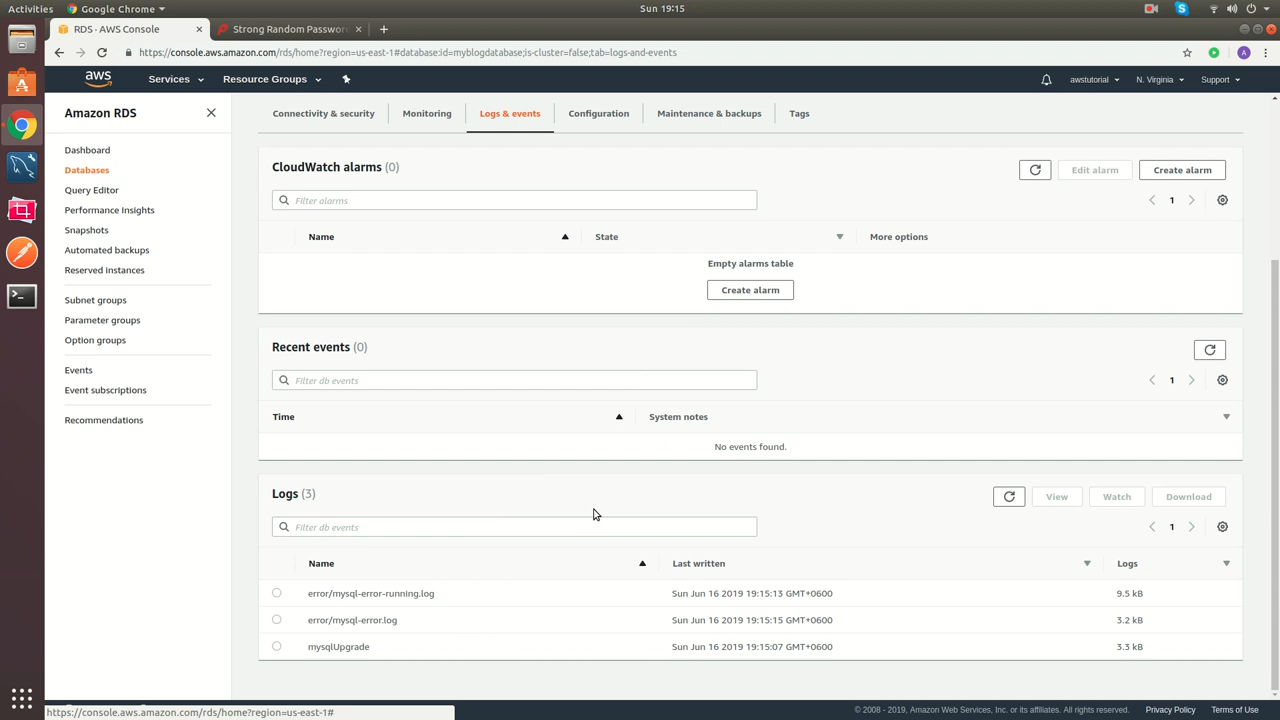 Activities Google Chrome Sun 19:15
RDS · AWS Console Strong Random Password
https://console.aws.amazon.com/rds/home?region=us-east-1#database:id=myblogdatabase;is-cluster=false;tab=logs-and-events A
aws Services Resource Groups awstutorial N. Virginia Support
Amazon RDS
Dashboard
Databases
Query Editor
Performance Insights
Snapshots
Automated backups
Reserved instances
Subnet groups
Parameter groups
Option groups
Events
Event subscriptions
Recommendations
Connectivity & security Monitoring Logs & events Configuration Maintenance & backups Tags
CloudWatch alarms (0) Edit alarm Create alarm
Filter alarms 1
Name State More options
Empty alarms table
Create alarm
Recent events (0)
Filter db events 1
Time System notes
No events found.
Logs (3) View Watch Download
Filter db events 1
Name Last written Logs
error/mysql-error-running.log Sun Jun 16 2019 19:15:13 GMT+0600 9.5 kB
error/mysql-error.log Sun Jun 16 2019 19:15:15 GMT+0600 3.2 kB
mysqlUpgrade Sun Jun 16 2019 19:15:07 GMT+0600 3.3 kB
https://console.aws.amazon.com/rds/home?region=us-east-1# © 2008 - 2019, Amazon Web Services, Inc. or its affiliates. All rights reserved. Privacy Policy Terms of Use